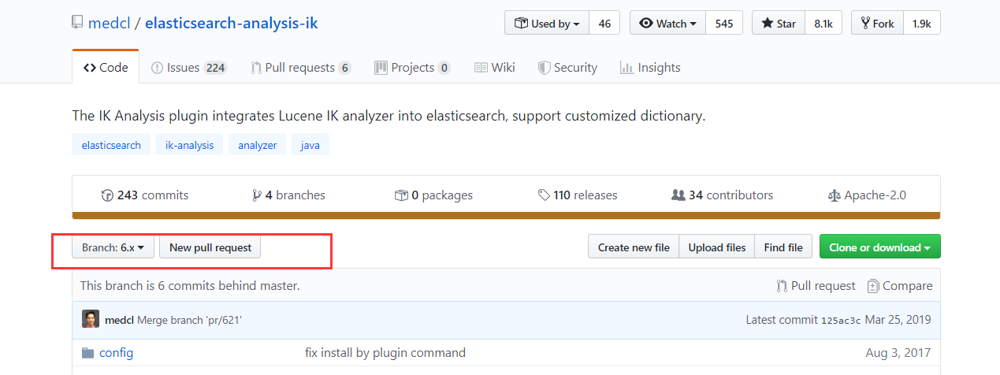 medcl / elasticsearch-analysis-ik Used by 46 Watch 545 Star 8.1k Fork 1.9k
Code Issues 224 Pull requests 6 Projects 0 Wiki Security Insights
The IK Analysis plugin integrates Lucene IK analyzer into elasticsearch, support customized dictionary.
elasticsearch ik-analysis analyzer java
243 commits 4 branches 0 packages 110 releases 34 contributors Apache-2.0
Branch: 6.x New pull request Create new file Upload files Find file Clone or download
This branch is 6 commits behind master. Pull request Compare
medcl Merge branch 'pr/621' Latest commit 125ac3c Mar 25, 2019
config fix install by plugin command Aug 3, 2017